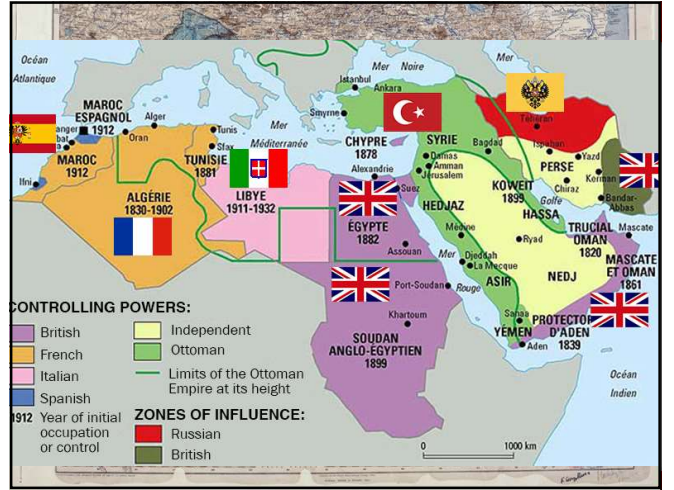 Océan
Atlantique
Mer Noire
Mer
Istanbul
Ankara
MAROC
ESPAGNOL
1912
Smyrne
Téhéran
Alger
Tunis
Oran
Mer
Méditerranée
Sfax
CHYPRE
1878
SYRIE
Bagdad
Ispahan
Yazd
MAROC
1912
TUNISIE
1881
Damas
Amman
Jérusalem
PERSE
Kerman
Alexandrie
Suez
KOWEIT
1899
Chiraz
Bandar-
Abbas
Ifni
ALGÉRIE
1830-1902
LIBYE
1911-1932
HEDJAZ
Golfe
HASSA
ÉGYPTE
1882
TRUCIAL
OMAN
1820
Mascate
Médine
Ryad
Assouan
Mer
Djeddah
La Mecque
MASCATE
ET OMAN
1861
NEDJ
ASIR
Port-Soudan
Rouge
CONTROLLING POWERS:
British
French
Italian
Spanish
1912 Year of initial
occupation
or control
Independent
Ottoman
Limits of the Ottoman
Empire at its height
ZONES OF INFLUENCE:
Russian
British
Khartoum
SOUDAN
ANGLO-ÉGYPTIEN
1899
Sanaa
YÉMEN
Aden
PROTECTOR
D'ADEN
1839
Océan
Indien
0 1000 km